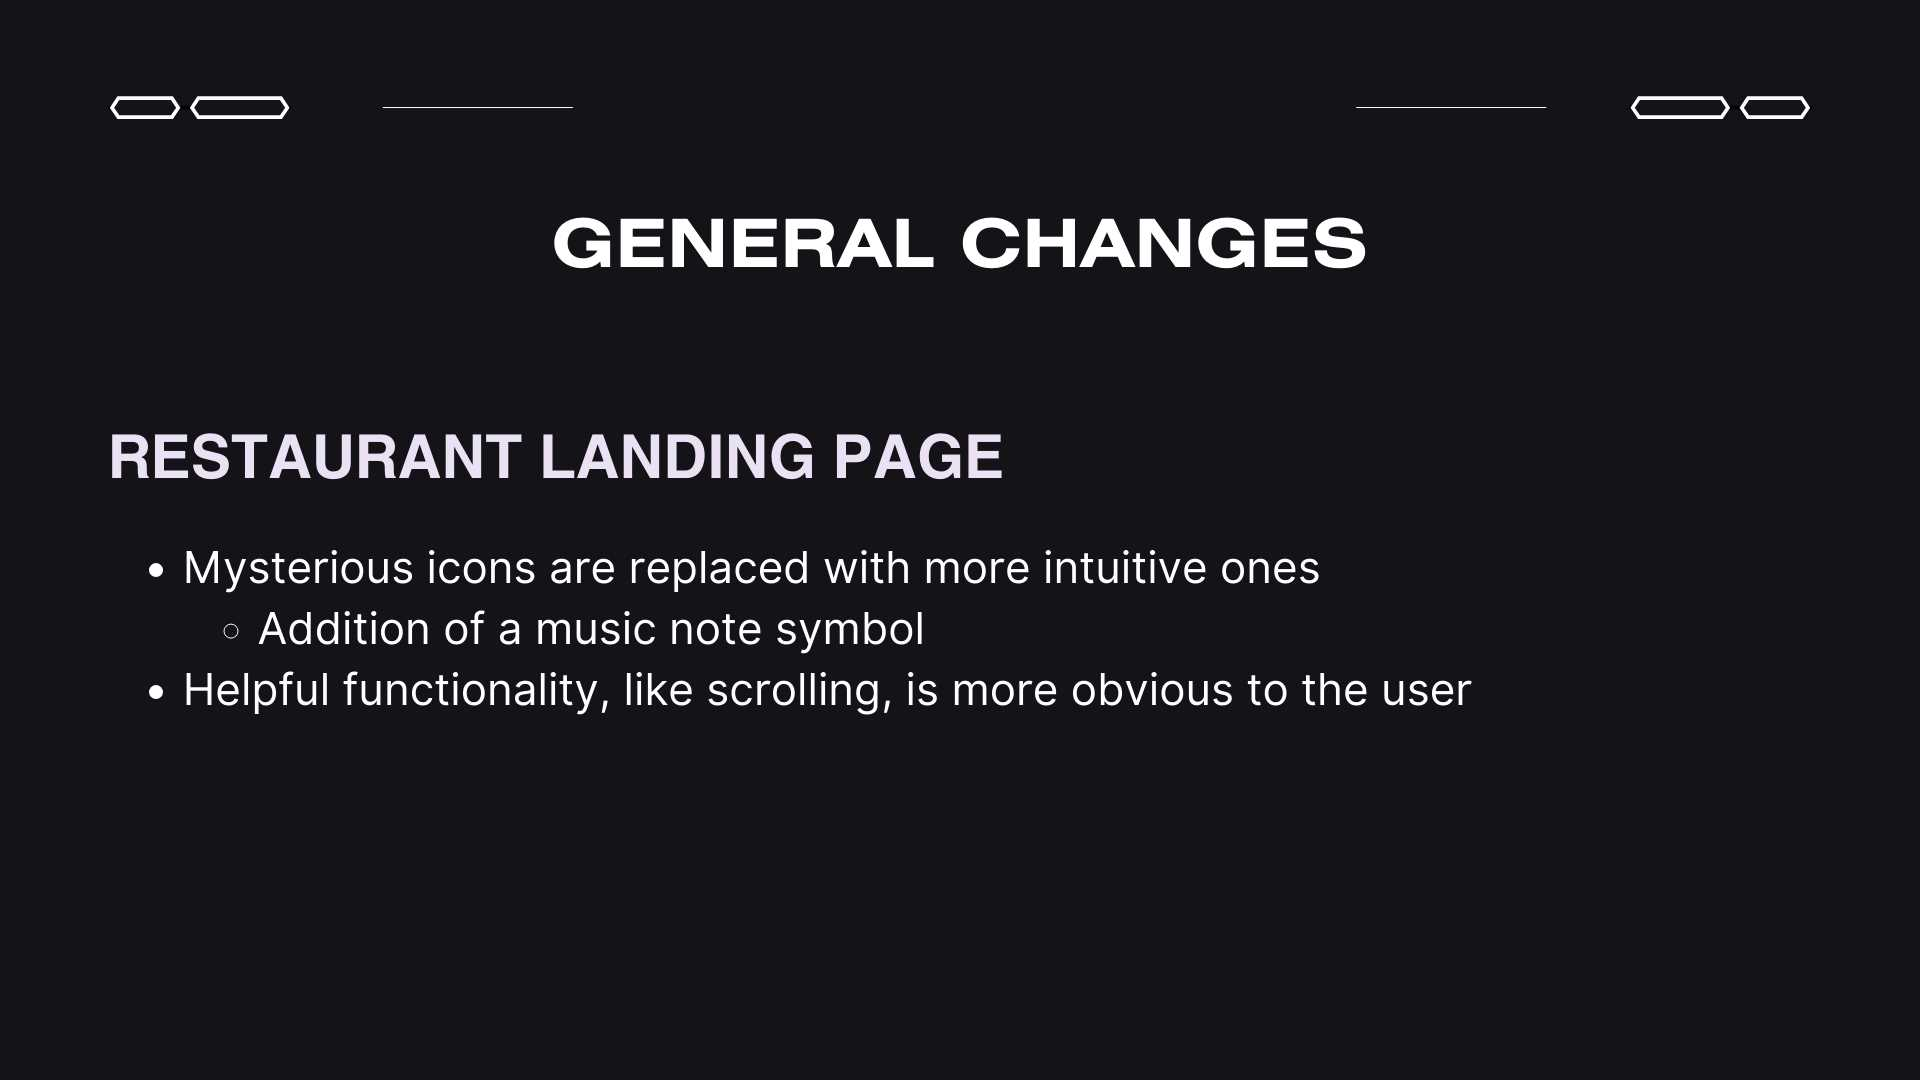 GENERAL CHANGES
RESTAURANT LANDING PAGE
• Mysterious icons are replaced with more intuitive ones
◦ Addition of a music note symbol
• Helpful functionality, like scrolling, is more obvious to the user